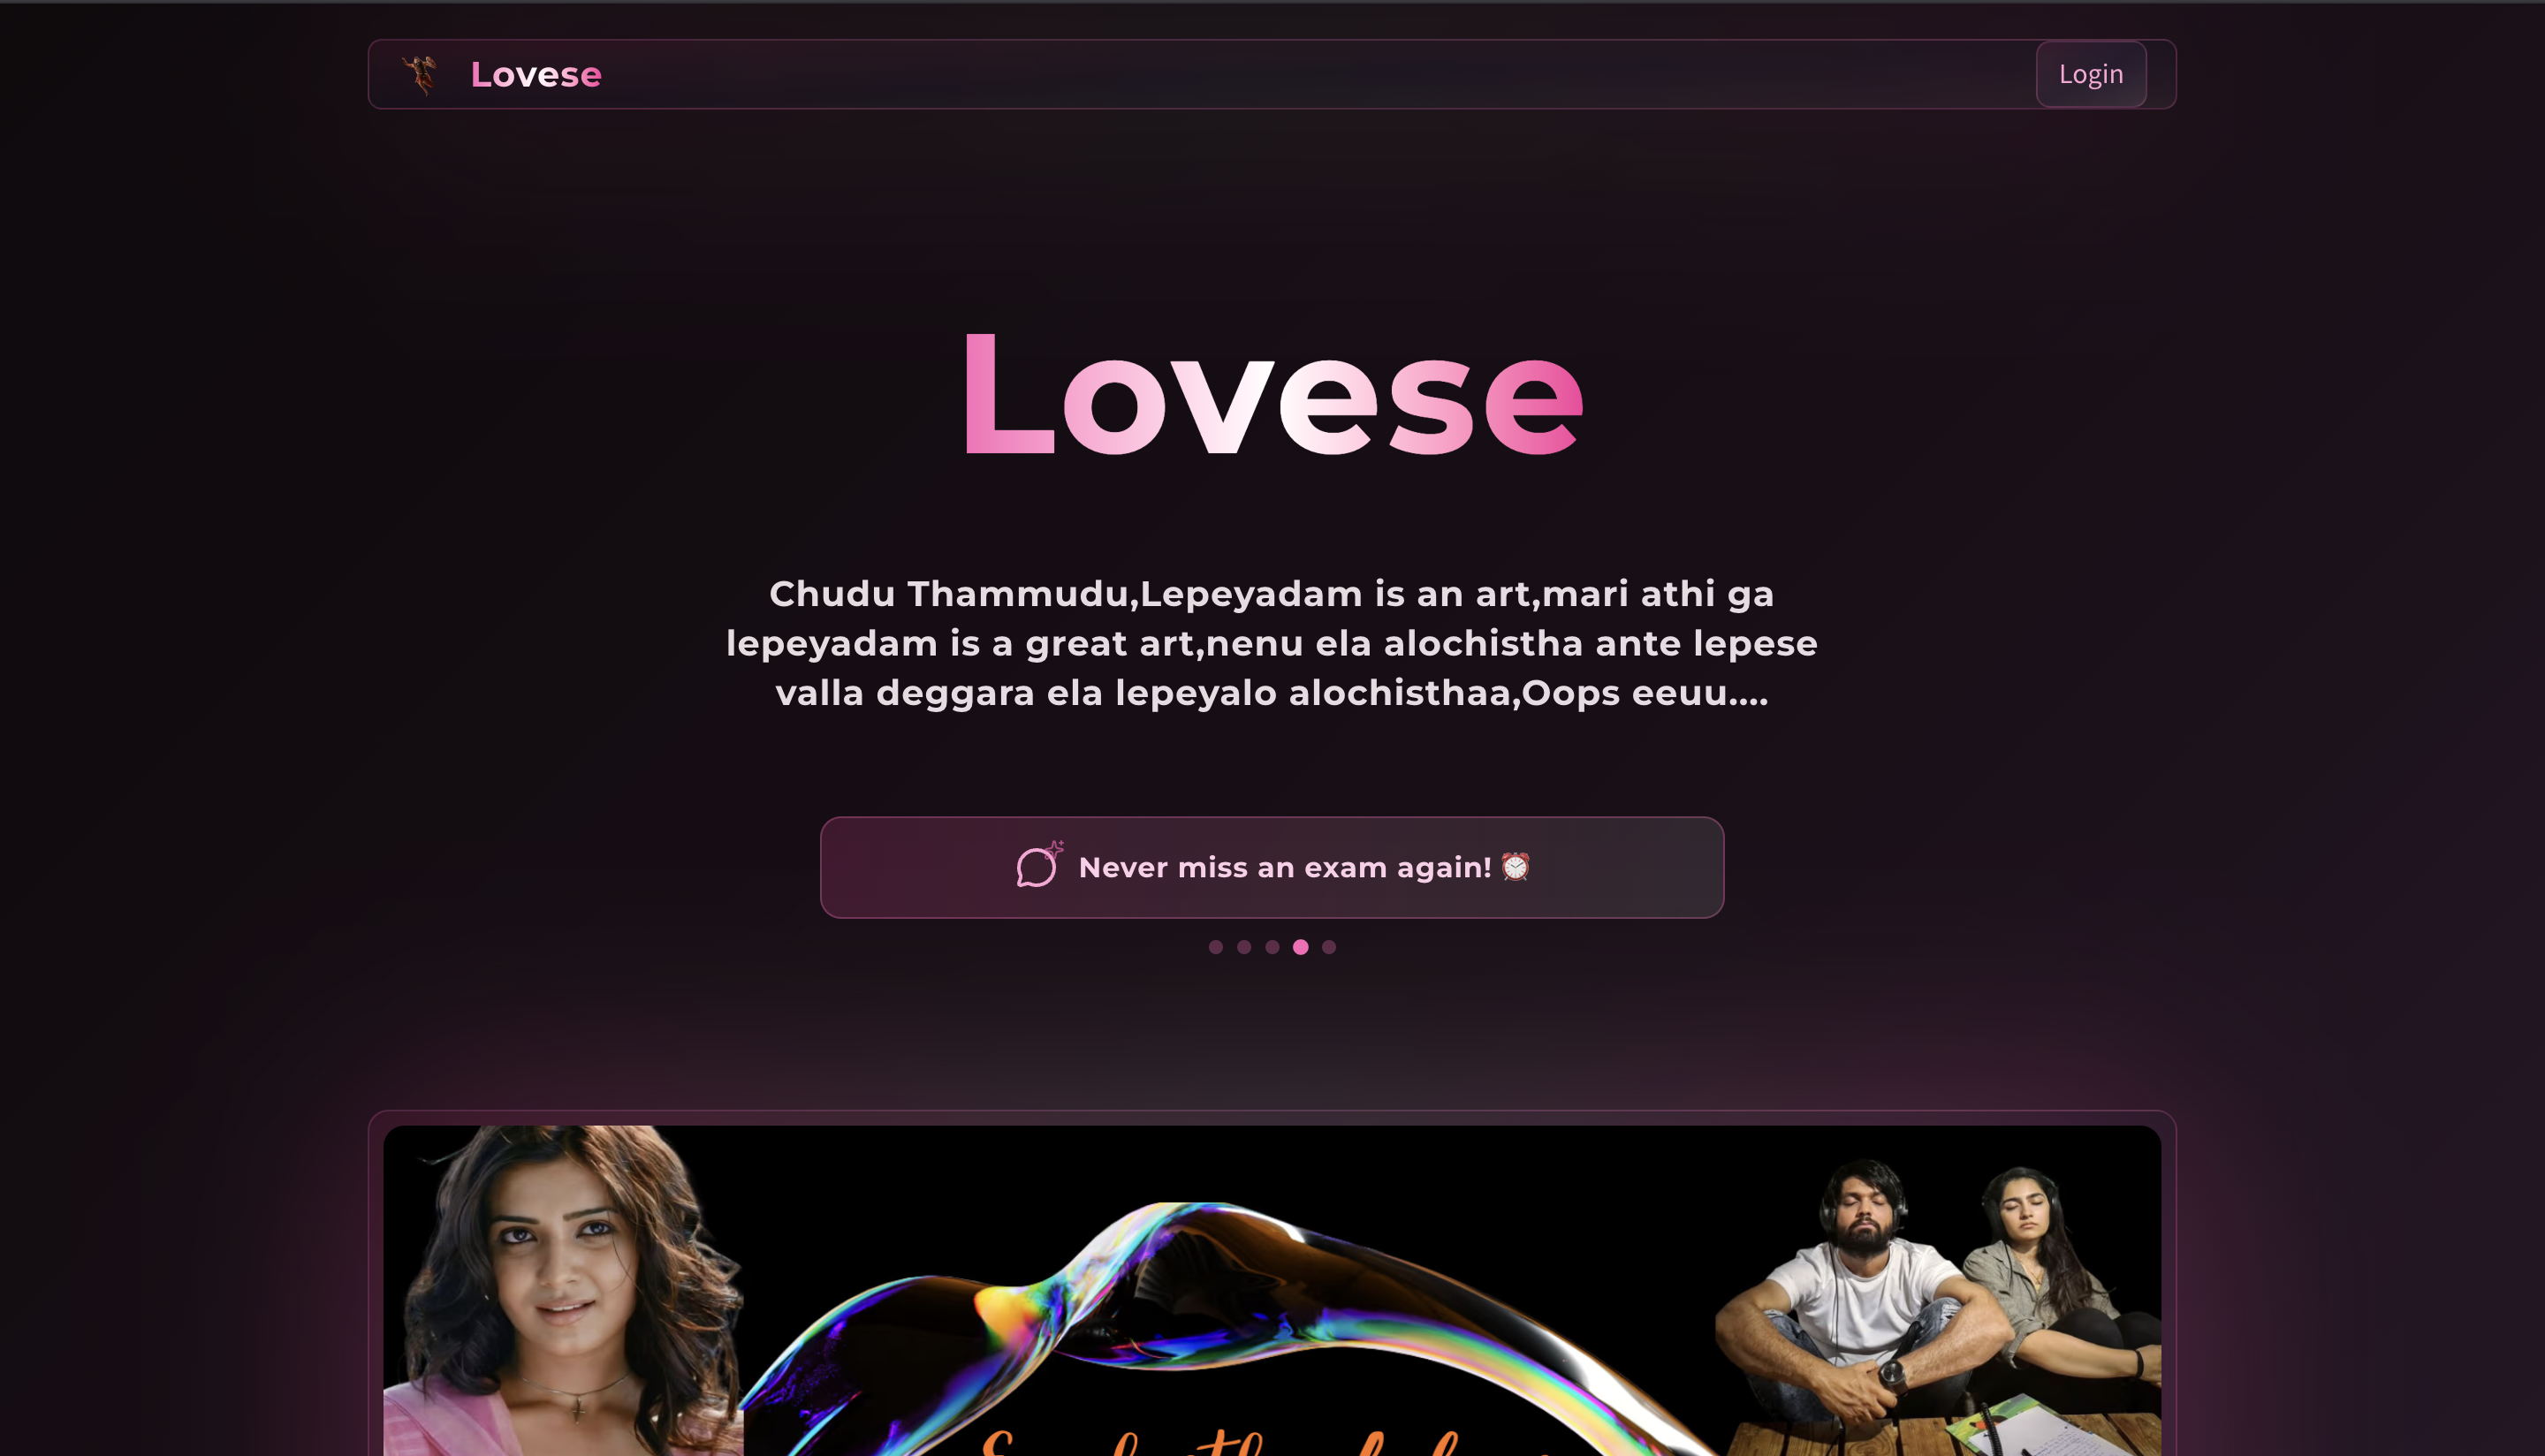 Lovese
Login
Lovese
Chudu Thammudu,Lepeyadam is an art,mari athi ga
lepeyadam is a great art,nenu ela alochistha ante lepese
valla deggara ela lepeyalo alochisthaa,Oops eeuu....
Never miss an exam again! ⏰